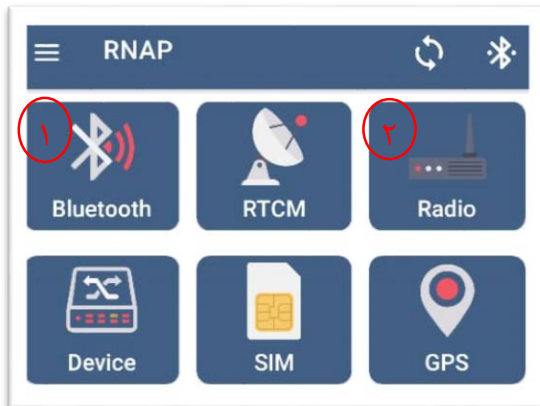 RNAP
۱
۲
Bluetooth
RTCM
Radio
Device
SIM
GPS